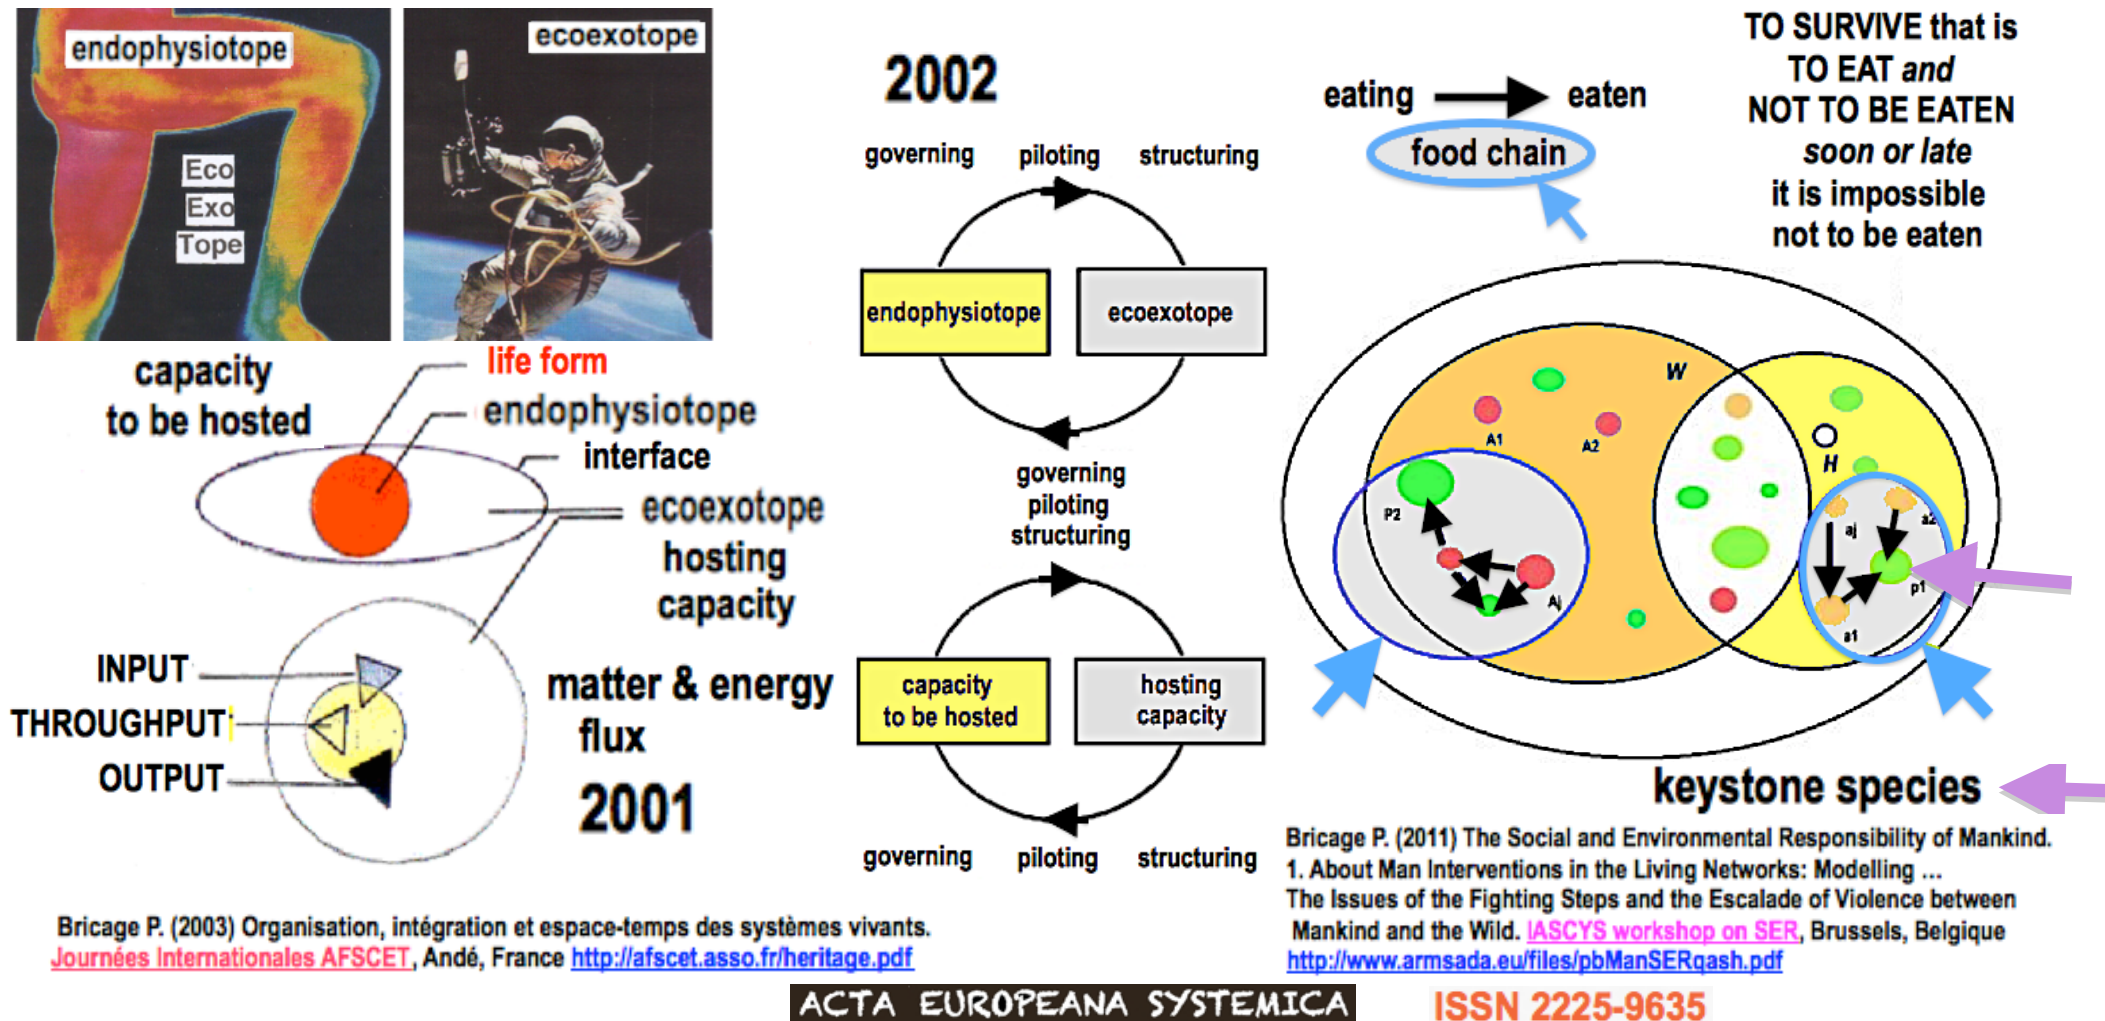 endophysiotope
Eco
Exo
Tope
ecoexotope
capacity
to be hosted
life form
endophysiotope
interface
ecoexotope
hosting
capacity
INPUT
THROUGHPUT
OUTPUT
matter & energy
flux
2001
Bricage P. (2003) Organisation, intégration et espace-temps des systèmes vivants.
Journées Internationales AFSCET, Andé, France http://afscet.asso.fr/heritage.pdf
2002
governing piloting structuring
endophysiotope
ecoexotope
governing
piloting
structuring
capacity
to be hosted
hosting
capacity
governing piloting structuring
eating eaten
food chain
TO SURVIVE that is
TO EAT and
NOT TO BE EATEN
soon or late
it is impossible
not to be eaten
W
A1
A2
H
P2
Aj
aj
a2
p1
a1
keystone species
Bricage P. (2011) The Social and Environmental Responsibility of Mankind.
1. About Man Interventions in the Living Networks: Modelling ...
The Issues of the Fighting Steps and the Escalade of Violence between
Mankind and the Wild. IASCYS workshop on SER, Brussels, Belgique
http://www.armsada.eu/files/pbManSERqash.pdf
ACTA EUROPEANA SYSTEMICA
ISSN 2225-9635